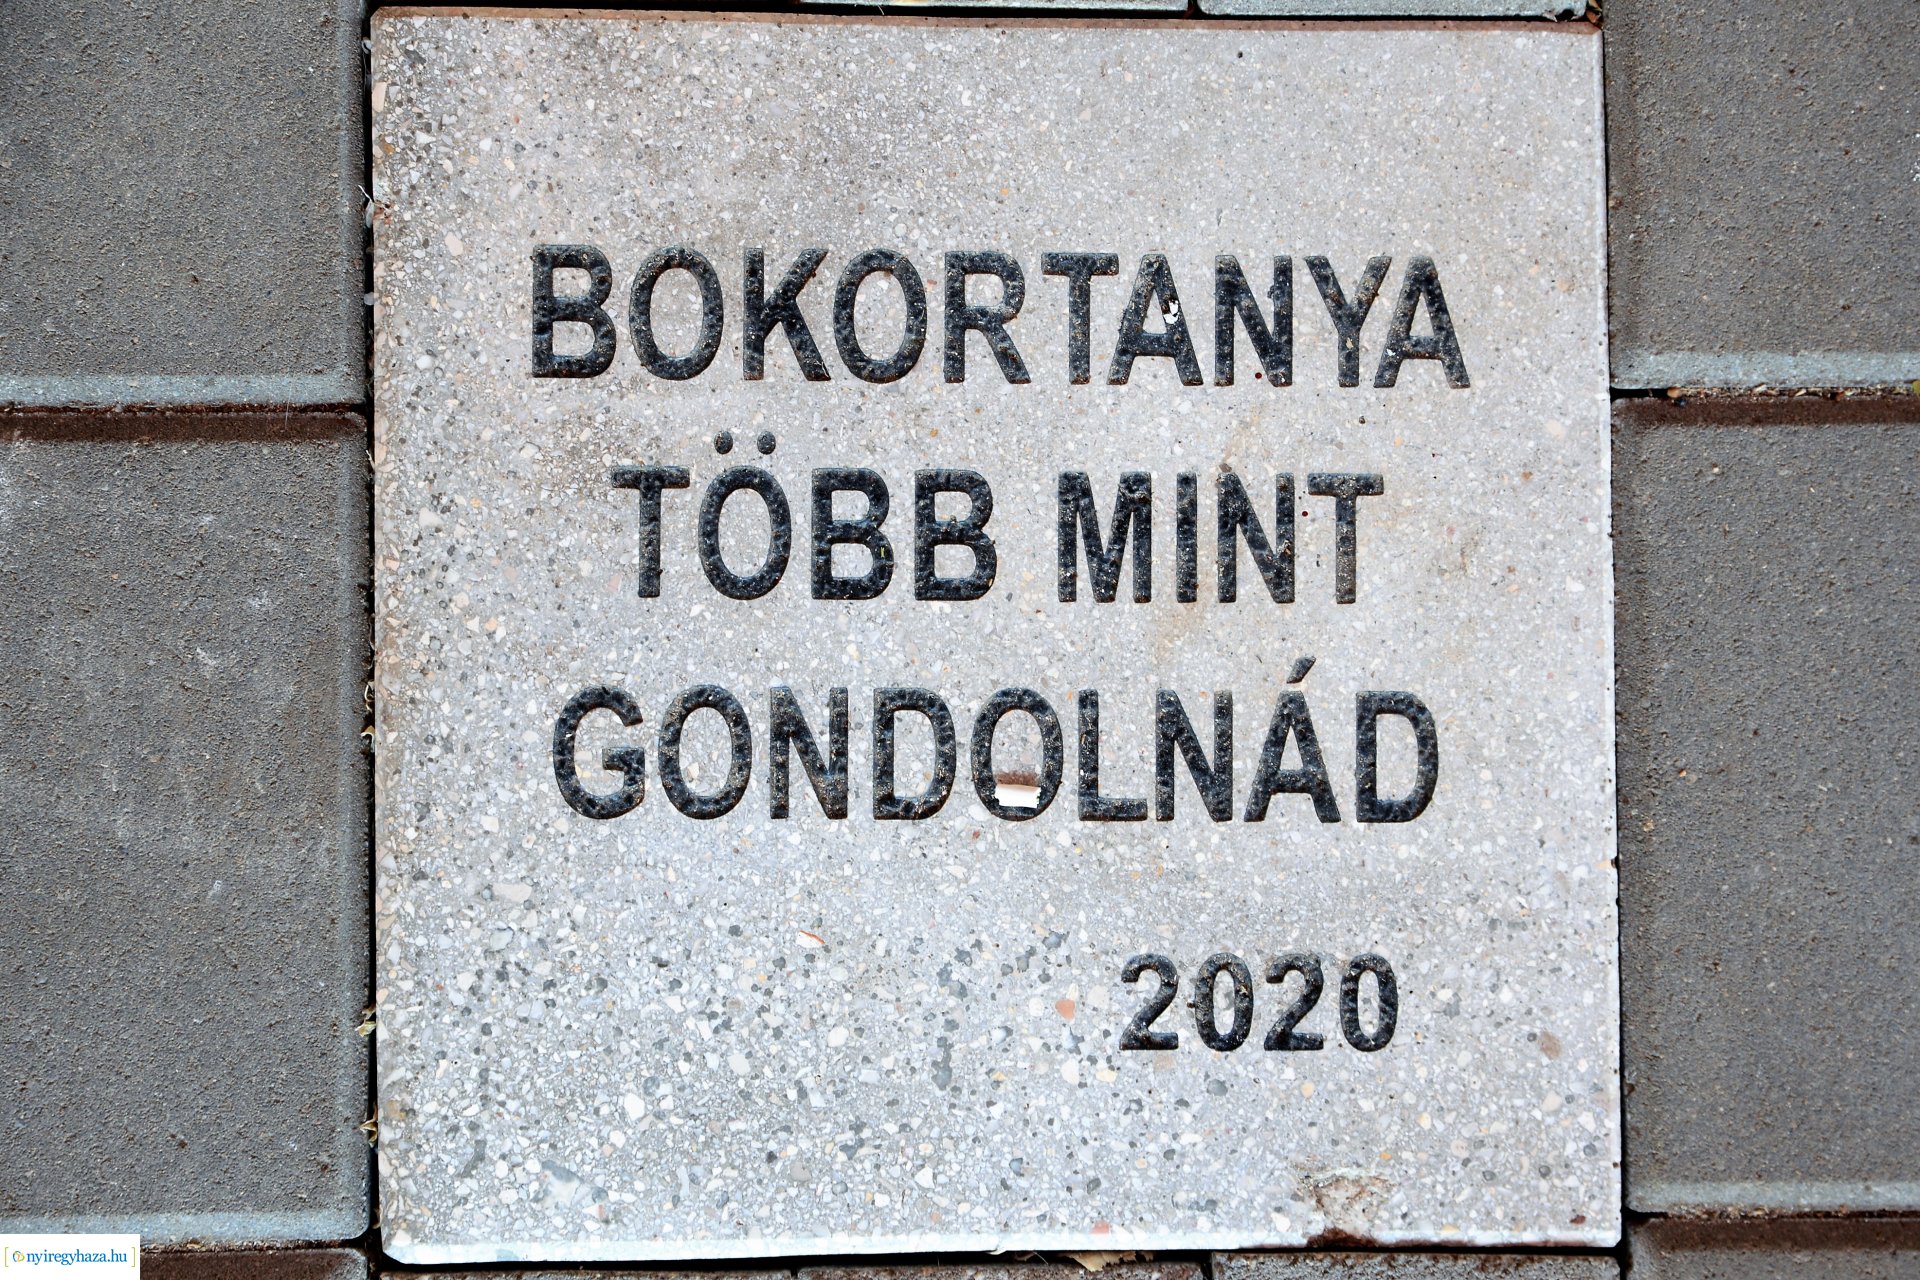 BOKORTANYA
TÖBB MINT
GONDOLNÁD
2020
[nyiregyhaza.hu]